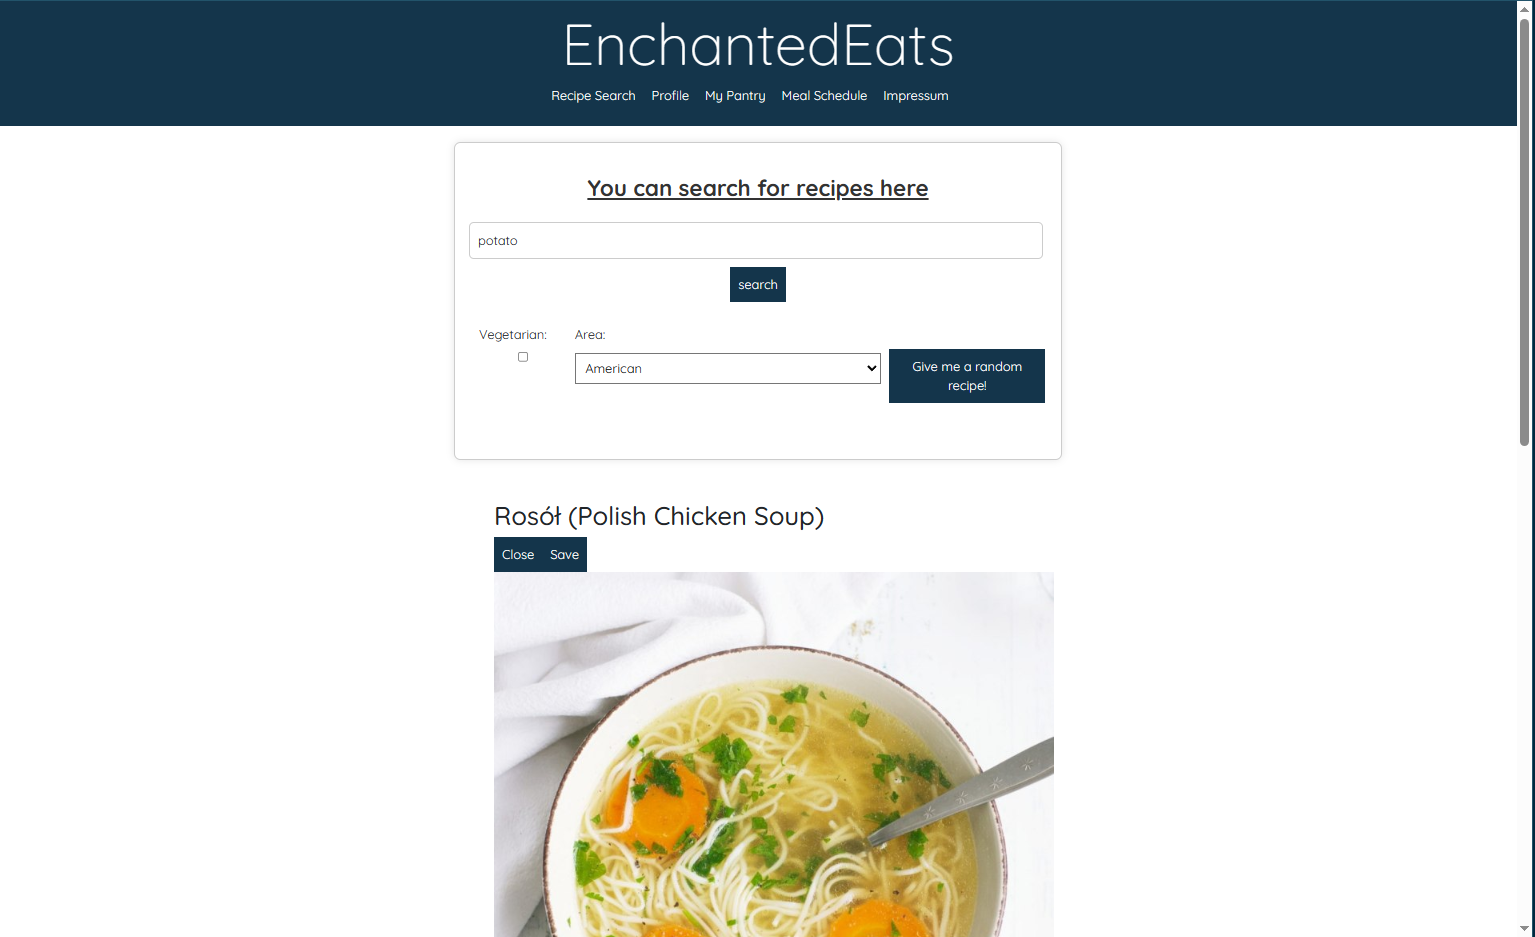 EnchantedEats
Recipe Search Profile My Pantry Meal Schedule Impressum
You can search for recipes here
potato
search
Vegetarian: Area:
American
Give me a random
recipe!
Rosół (Polish Chicken Soup)
Close Save